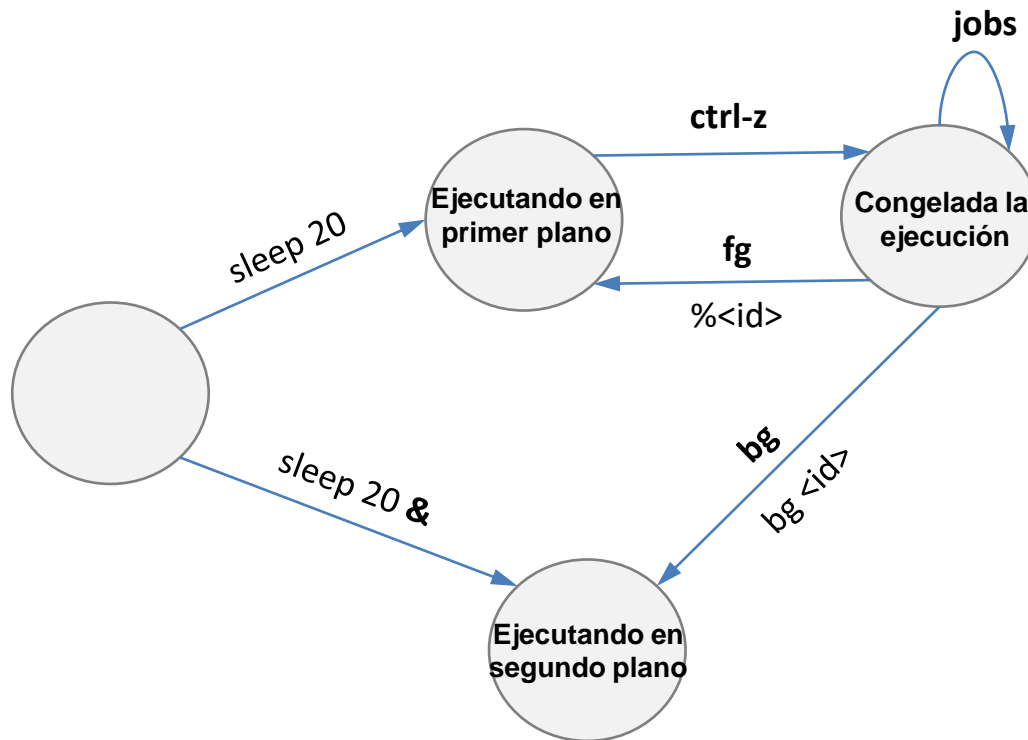 jobs
ctrl-z
Ejecutando en
primer plano
Congelada la
ejecución
sleep 20
fg
%<id>
bg
bg <id>
sleep 20 &
Ejecutando en
segundo plano